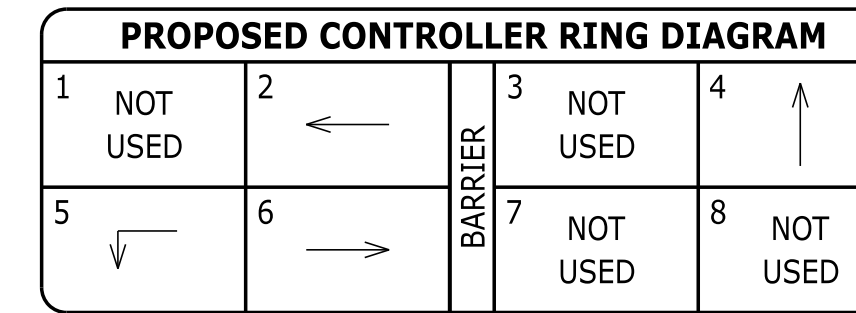 PROPOSED CONTROLLER RING DIAGRAM
1
NOT
USED
2
BARRIER
3
NOT
USED
4
5
6
7
NOT
USED
8
NOT
USED